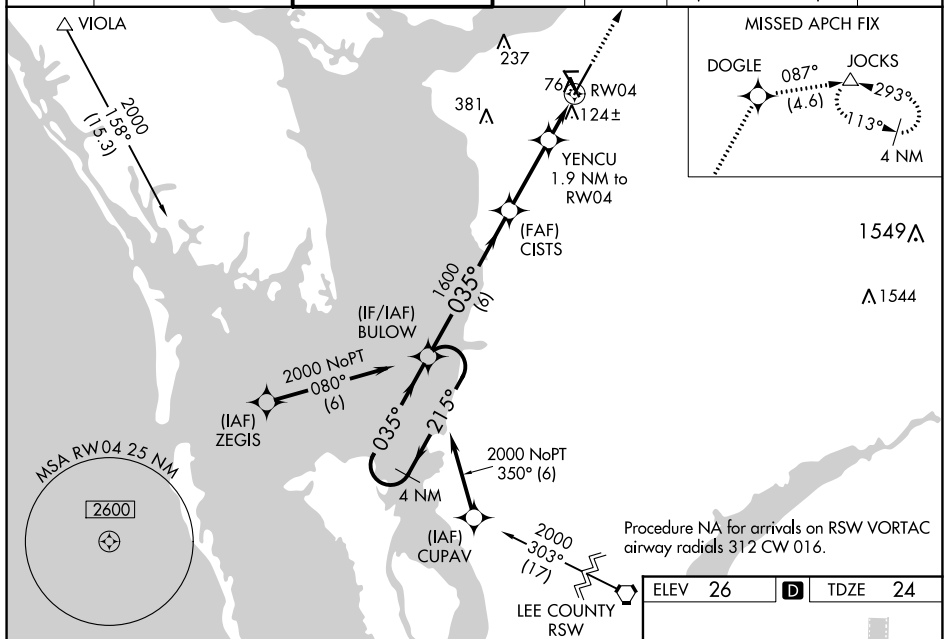 VIOLA
2000
158°
(15.3)
237
381
76
RW04
124±
YENCU
1.9 NM to
RW04
(FAF)
CISTS
1600
035°
(6)
(IF/IAF)
BULOW
2000 NoPT
080°
(6)
(IAF)
ZEGIS
035°
215°
4 NM
2000 NoPT
350° (6)
(IAF)
CUPAV
2000
303°
(17)
LEE COUNTY
RSW
MSA RW04 25 NM
2600
MISSED APCH FIX
DOGLE
087°
(4.6)
JOCKS
293°
113°
4 NM
1549
1544
Procedure NA for arrivals on RSW VORTAC
airway radials 312 CW 016.
ELEV 26 D TDZE 24